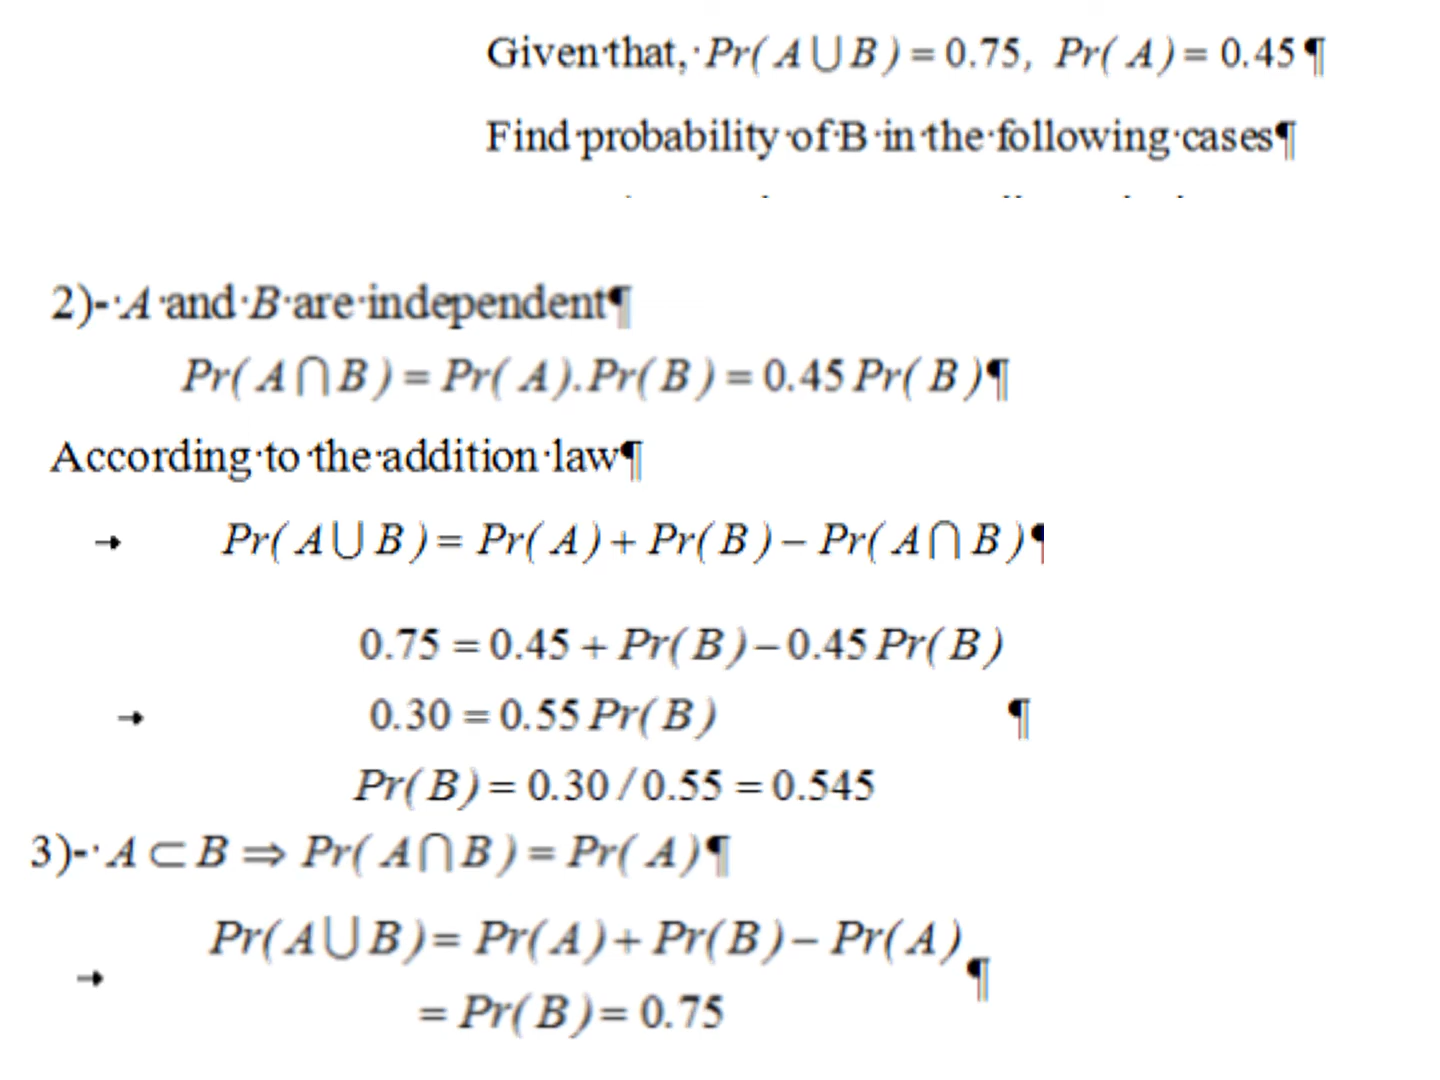 Given that, Pr( A ⋃ B ) = 0.75, Pr( A ) = 0.45 ¶
Find probability of B in the following cases¶
2)- A and B are independent¶
Pr( A ⋂ B ) = Pr( A ).Pr( B ) = 0.45 Pr( B )¶
According to the addition law¶
→ Pr( A ⋃ B ) = Pr( A ) + Pr( B ) − Pr( A ⋂ B )¶
0.75 = 0.45 + Pr( B ) − 0.45 Pr( B )
→ 0.30 = 0.55 Pr( B ) ¶
Pr( B ) = 0.30 / 0.55 = 0.545
3)- A ⊂ B ⇒ Pr( A ⋂ B ) = Pr( A )¶
Pr( A ⋃ B ) = Pr( A ) + Pr( B ) − Pr( A )
→ ¶
= Pr( B ) = 0.75